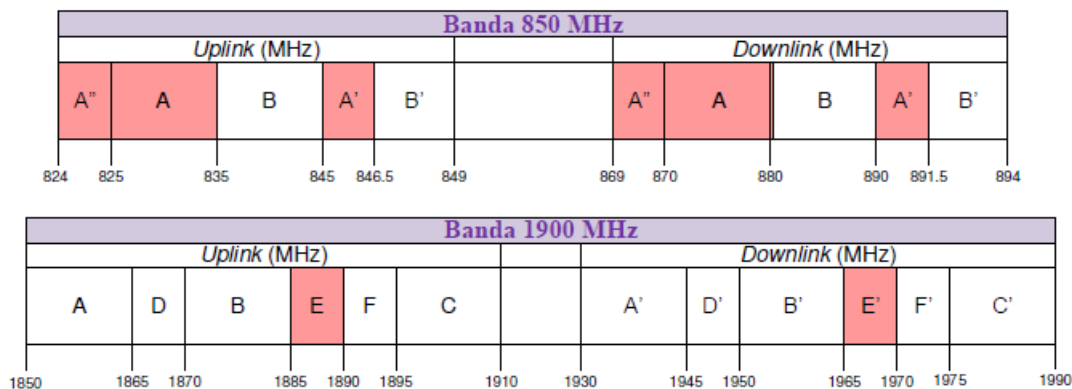 Banda 850 MHz
Uplink (MHz) Downlink (MHz)
A" A B A' B' A" A B A' B'
824 825 835 845 846.5 849 869 870 880 890 891.5 894
Banda 1900 MHz
Uplink (MHz) Downlink (MHz)
A D B E F C A' D' B' E' F' C'
1850 1865 1870 1885 1890 1895 1910 1930 1945 1950 1965 1970 1975 1990